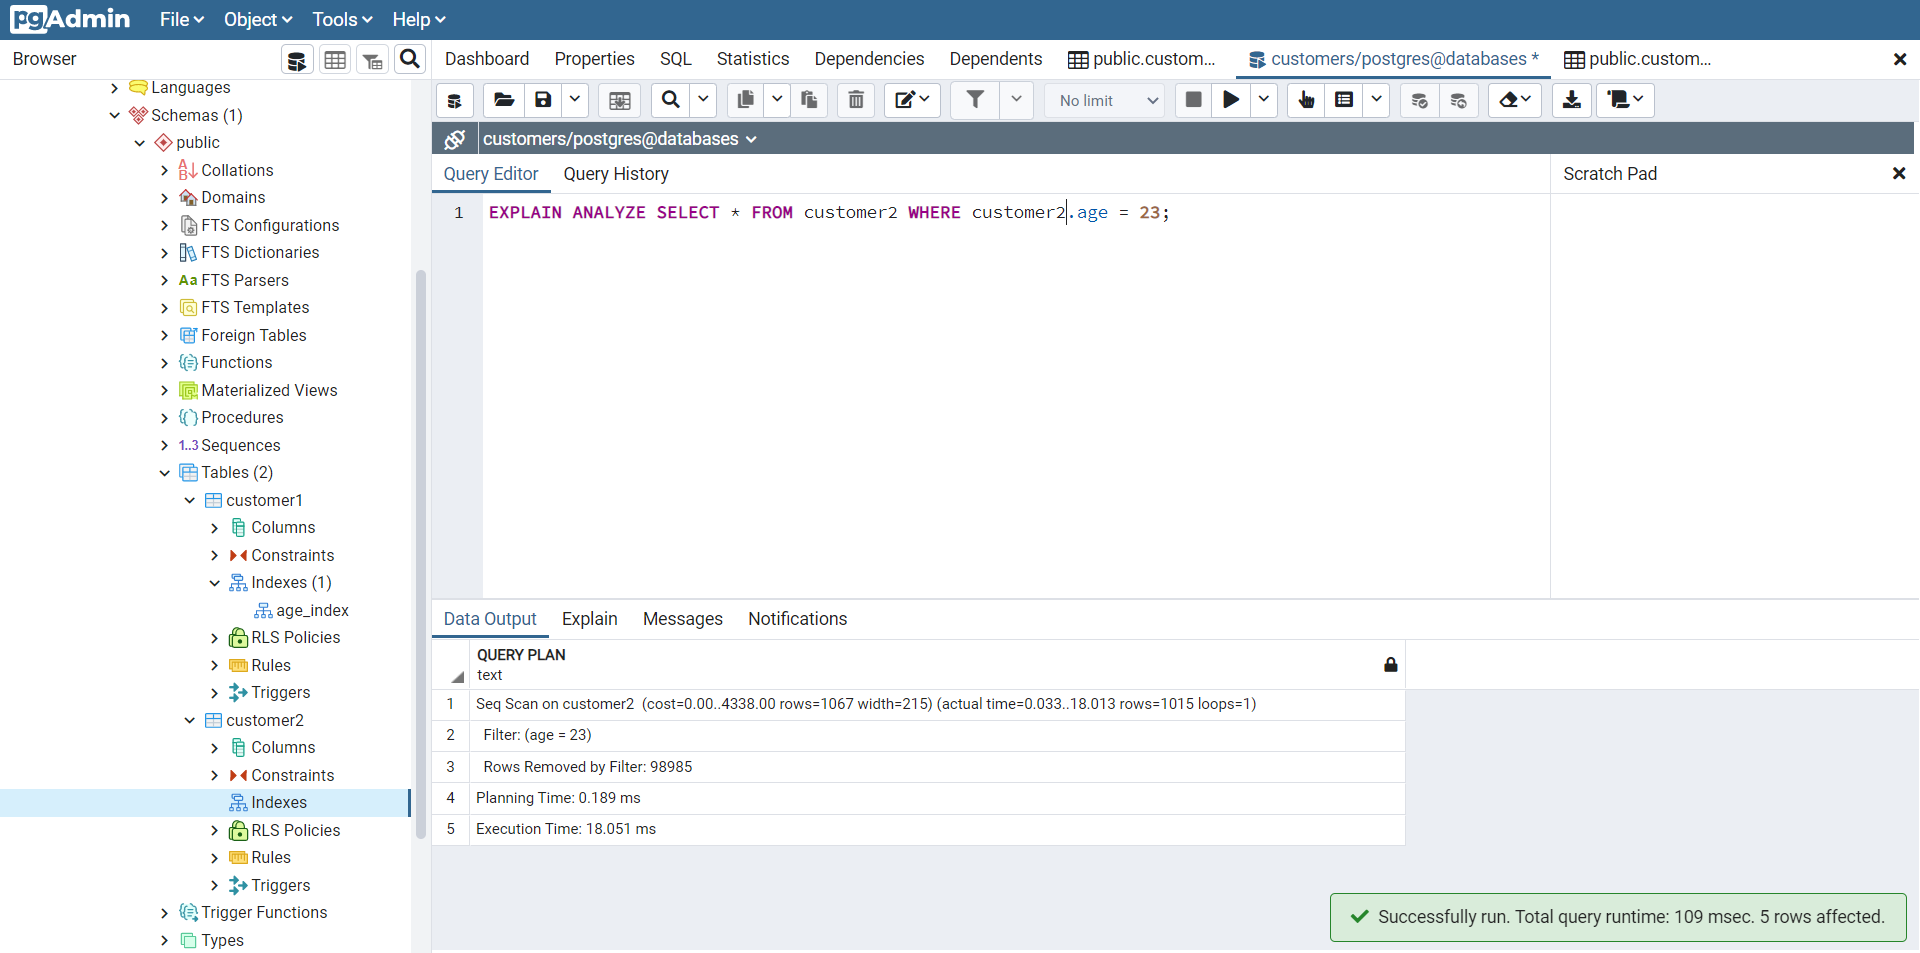 pgAdmin File Object Tools Help
Browser
Dashboard Properties SQL Statistics Dependencies Dependents public.custom... customers/postgres@databases * public.custom...
No limit
customers/postgres@databases
Query Editor Query History
Scratch Pad
1 EXPLAIN ANALYZE SELECT * FROM customer2 WHERE customer2.age = 23;
Languages
Schemas (1)
public
Collations
Domains
FTS Configurations
FTS Dictionaries
Aa FTS Parsers
FTS Templates
Foreign Tables
Functions
Materialized Views
Procedures
1..3 Sequences
Tables (2)
customer1
Columns
Constraints
Indexes (1)
age_index
RLS Policies
Rules
Triggers
customer2
Columns
Constraints
Indexes
RLS Policies
Rules
Triggers
Trigger Functions
Types
Data Output Explain Messages Notifications
QUERY PLAN
text
1 Seq Scan on customer2 (cost=0.00..4338.00 rows=1067 width=215) (actual time=0.033..18.013 rows=1015 loops=1)
2 Filter: (age = 23)
3 Rows Removed by Filter: 98985
4 Planning Time: 0.189 ms
5 Execution Time: 18.051 ms
Successfully run. Total query runtime: 109 msec. 5 rows affected.